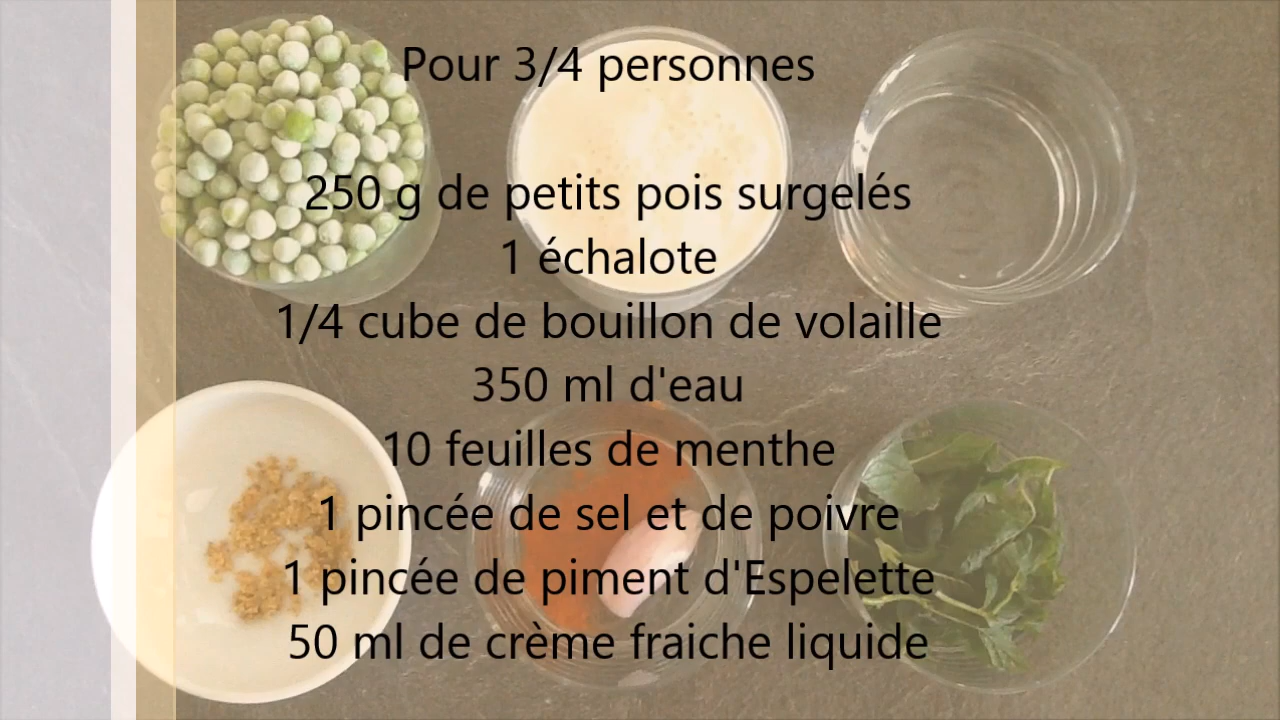 Pour 3/4 personnes
250 g de petits pois surgelés
1 échalote
1/4 cube de bouillon de volaille
350 ml d'eau
10 feuilles de menthe
1 pincée de sel et de poivre
1 pincée de piment d'Espelette
50 ml de crème fraiche liquide